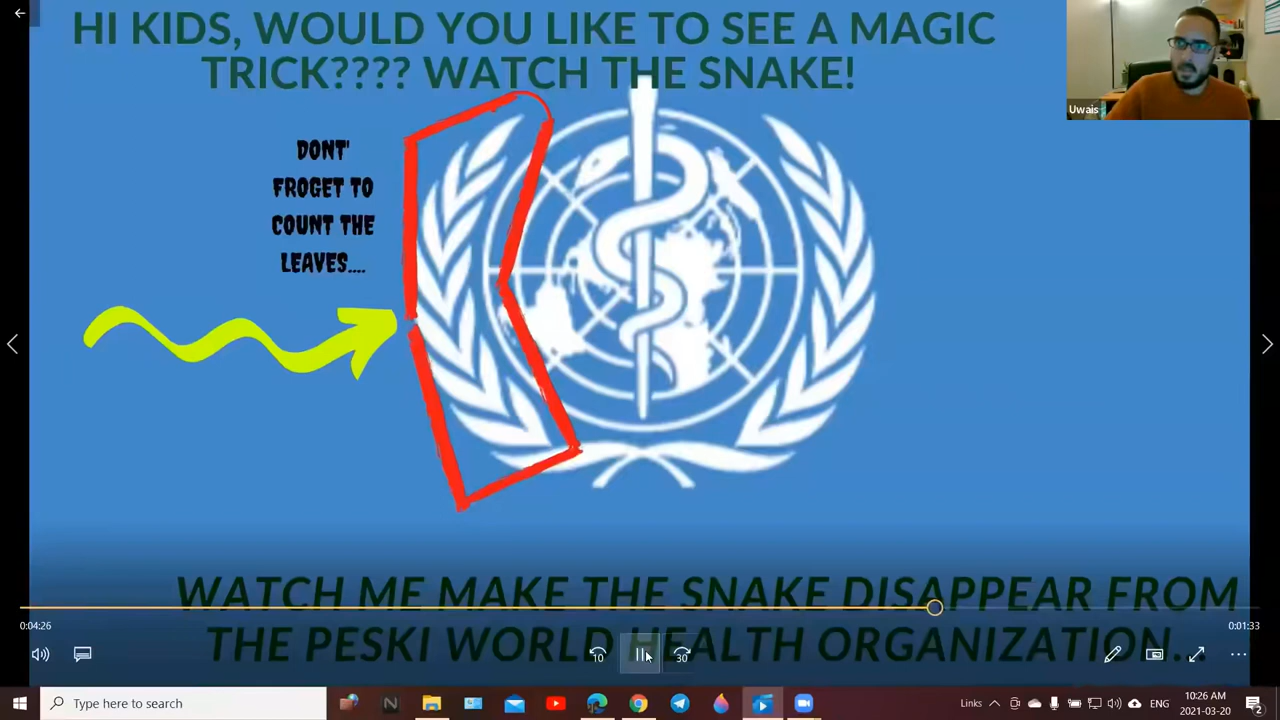 HI KIDS, WOULD YOU LIKE TO SEE A MAGIC
TRICK???? WATCH THE SNAKE!
Uwais
DONT'
FROGET TO
COUNT THE
LEAVES....
WATCH ME MAKE THE SNAKE DISAPPEAR FROM
THE PESKI WORLD HEALTH ORGANIZATION...
0:04:26
0:01:33
10
30
Type here to search
Links
ENG
10:26 AM
2021-03-20
2